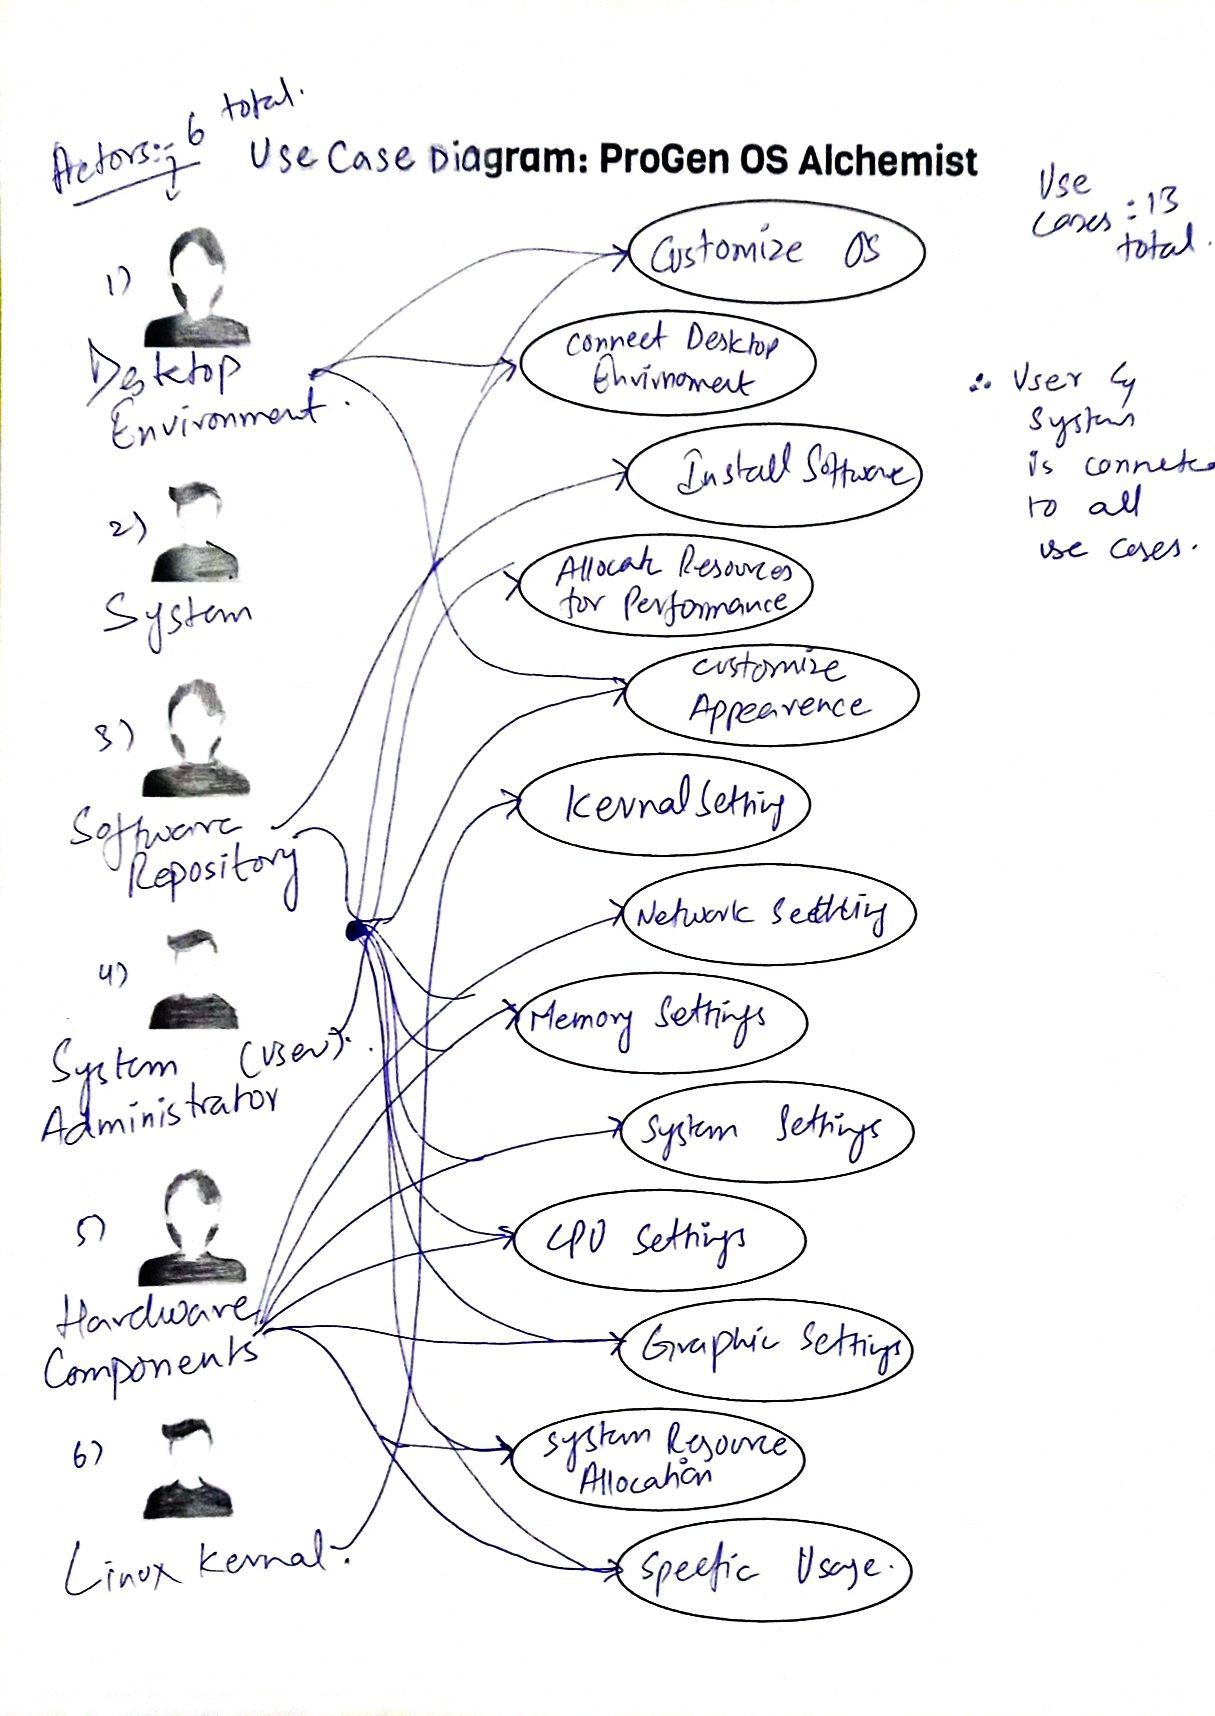 Actors:- 6 total.
Use Case Diagram: ProGen OS Alchemist
Use
Cases : 13
total.
1)
Desktop
Environment.
2)
System
3)
Software
Repository
4)
System (User).
Administrator
5)
Hardware
Components
6)
Linux Kernal.
Customize OS
Connect Desktop
Envirnoment
Install Software
Allocate Resources
for Performance
Customize
Appearence
Kernal Setting
Network Setting
Memory Settings
System Settings
CPU Settings
Graphic Settings
System Resource
Allocation
Speefic Usage.
∴ User &
System
is connete
to all
use cases.